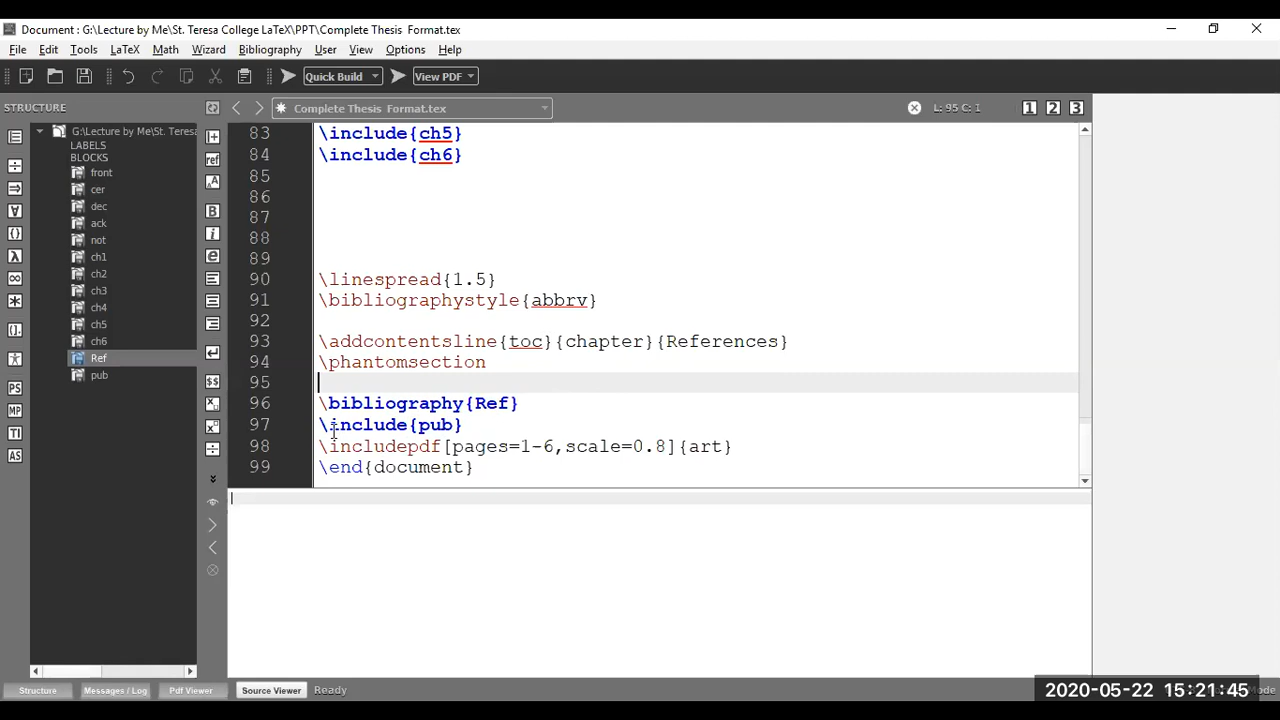 Document : G:\Lecture by Me\St. Teresa College LaTeX\PPT\Complete Thesis Format.tex
File Edit Tools LaTeX Math Wizard Bibliography User View Options Help
Quick Build View PDF
STRUCTURE
Complete Thesis Format.tex
L: 95 C: 1
1 2 3
G:\Lecture by Me\St. Teresa
LABELS
BLOCKS
front
cer
dec
ack
not
ch1
ch2
ch3
ch4
ch5
ch6
Ref
pub
83 \include{ch5}
84 \include{ch6}
85
86
87
88
89
90 \linespread{1.5}
91 \bibliographystyle{abbrv}
92
93 \addcontentsline{toc}{chapter}{References}
94 \phantomsection
95
96 \bibliography{Ref}
97 \include{pub}
98 \includepdf[pages=1-6,scale=0.8]{art}
99 \end{document}
Structure Messages / Log Pdf Viewer Source Viewer Ready
2020-05-22 15:21:45 Mode